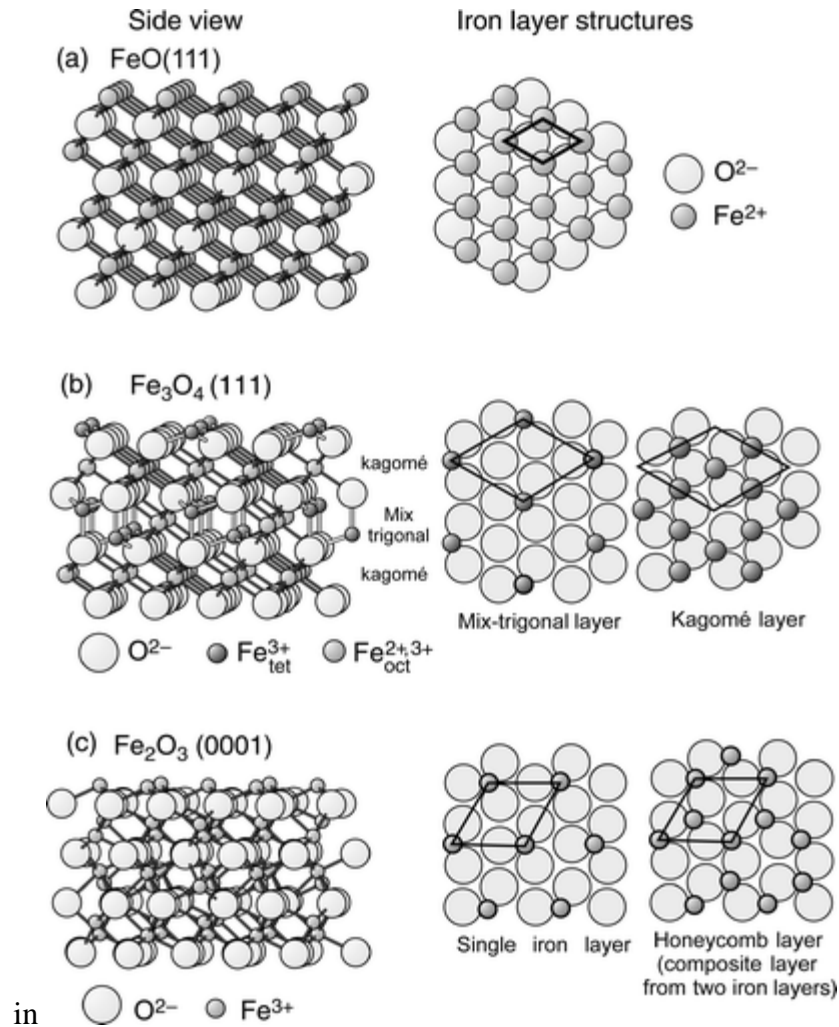 Side view Iron layer structures
(a) FeO(111)
O²⁻
Fe²⁺
(b) Fe₃O₄ (111)
kagomé
Mix
trigonal
kagomé
Mix-trigonal layer Kagomé layer
O²⁻ Fe³⁺tet Fe²⁺,³⁺oct
(c) Fe₂O₃ (0001)
Single iron layer
Honeycomb layer
(composite layer
from two iron layers)
in
O²⁻ Fe³⁺